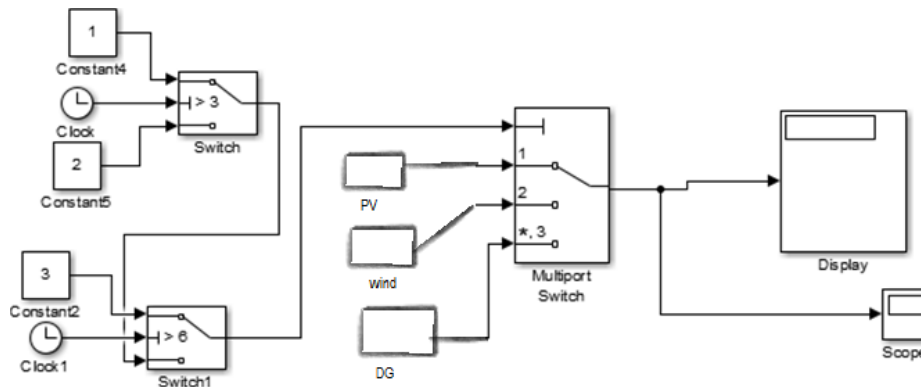 1
Constant4
Clock
> 3
Switch
2
Constant5
3
Constant2
Clock1
> 6
Switch1
PV
wind
DG
1
2
*, 3
Multiport
Switch
Display
Scope